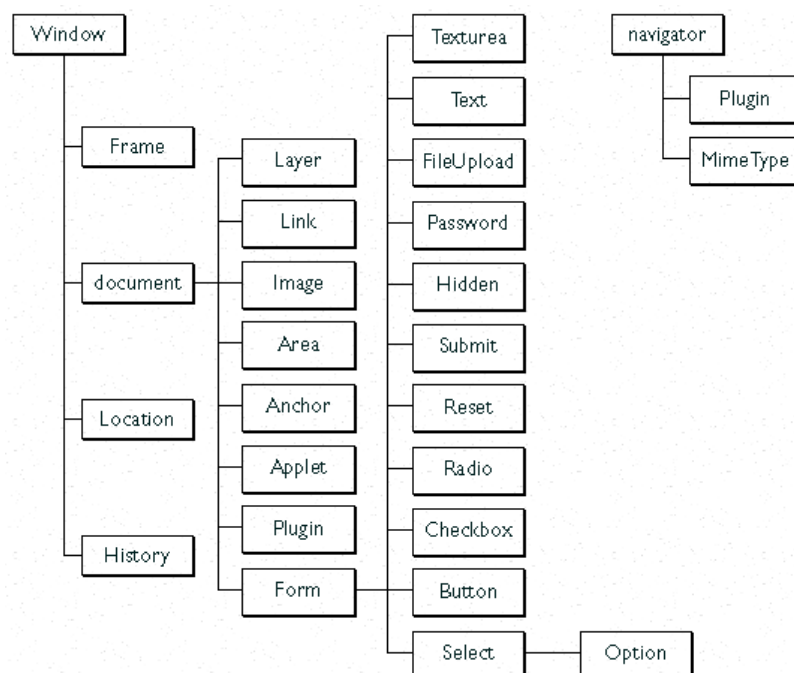 Window
Frame
document
Location
History
Layer
Link
Image
Area
Anchor
Applet
Plugin
Form
Texturea
Text
FileUpload
Password
Hidden
Submit
Reset
Radio
Checkbox
Button
Select
Option
navigator
Plugin
MimeType